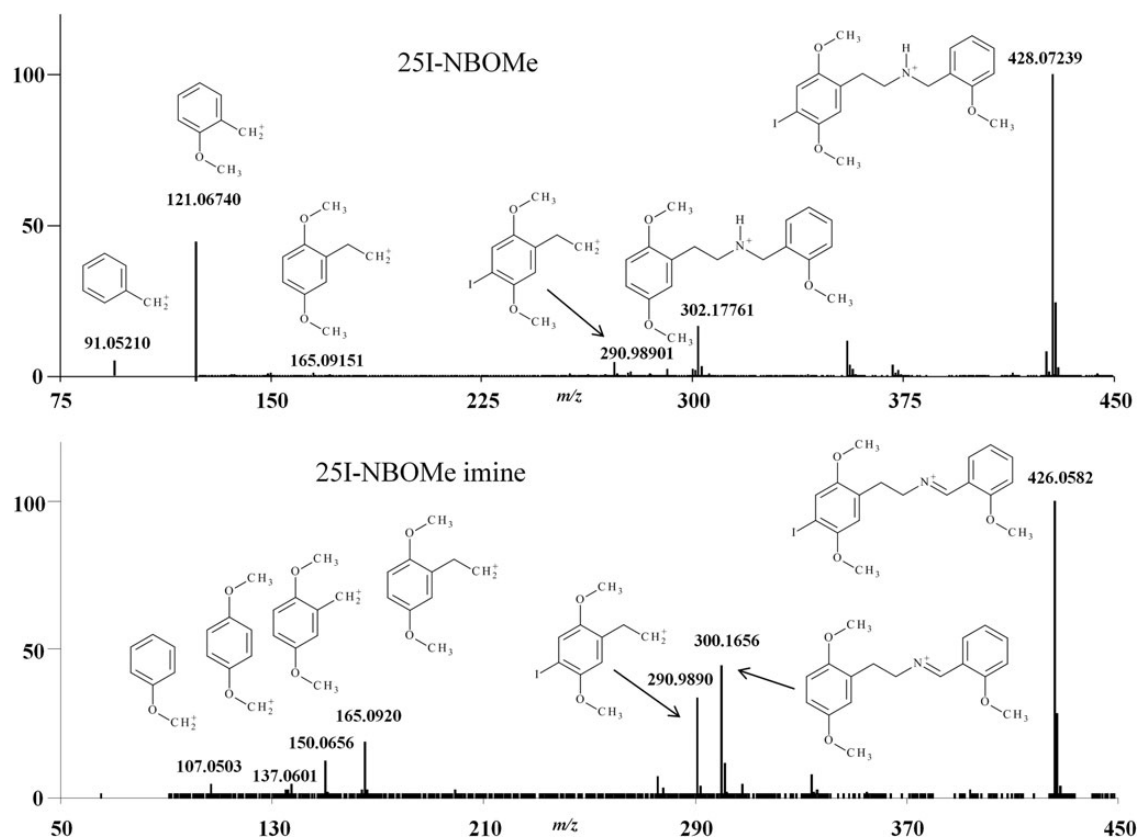 25I-NBOMe
428.07239
121.06740
302.17761
290.98901
165.09151
91.05210
100
50
0
75
150
225
m/z
300
375
450
25I-NBOMe imine
426.0582
300.1656
290.9890
165.0920
150.0656
137.0601
107.0503
100
50
0
50
130
210
m/z
290
370
450
H
N+
O
CH3
I
O
CH3
O
CH3
O
CH3
CH2+
CH2+
O
CH3
O
CH3
CH2+
O
CH3
I
O
CH3
CH2+
O
CH3
O
CH3
H
N+
O
CH3
O
CH3
I
O
CH3
N+
O
CH3
O
CH2+
O
CH3
O
CH2+
O
CH3
O
CH3
CH2+
O
CH3
O
CH3
CH2+
O
CH3
I
O
CH3
CH2+
O
CH3
O
CH3
N+
O
CH3